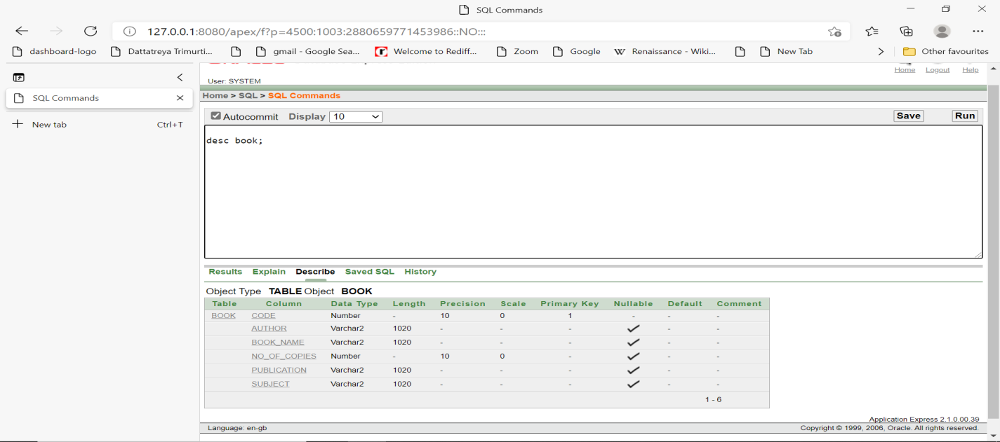 SQL Commands
127.0.0.1:8080/apex/f?p=4500:1003:2880659771453986::NO:::
dashboard-logo Dattatreya Trimurti... gmail - Google Sea... Welcome to Rediff... Zoom Google W Renaissance - Wiki... New Tab Other favourites
Home Logout Help
User: SYSTEM
SQL Commands
Home > SQL > SQL Commands
New tab Ctrl+T
Autocommit Display 10 Save Run
desc book;
Results Explain Describe Saved SQL History
Object Type TABLE Object BOOK
Table Column Data Type Length Precision Scale Primary Key Nullable Default Comment
BOOK CODE Number - 10 0 1 - - -
AUTHOR Varchar2 1020 - - - - -
BOOK_NAME Varchar2 1020 - - - - -
NO_OF_COPIES Number - 10 0 - - -
PUBLICATION Varchar2 1020 - - - - -
SUBJECT Varchar2 1020 - - - - -
1 - 6
Application Express 2.1.0.00.39
Language: en-gb Copyright © 1999, 2006, Oracle. All rights reserved.